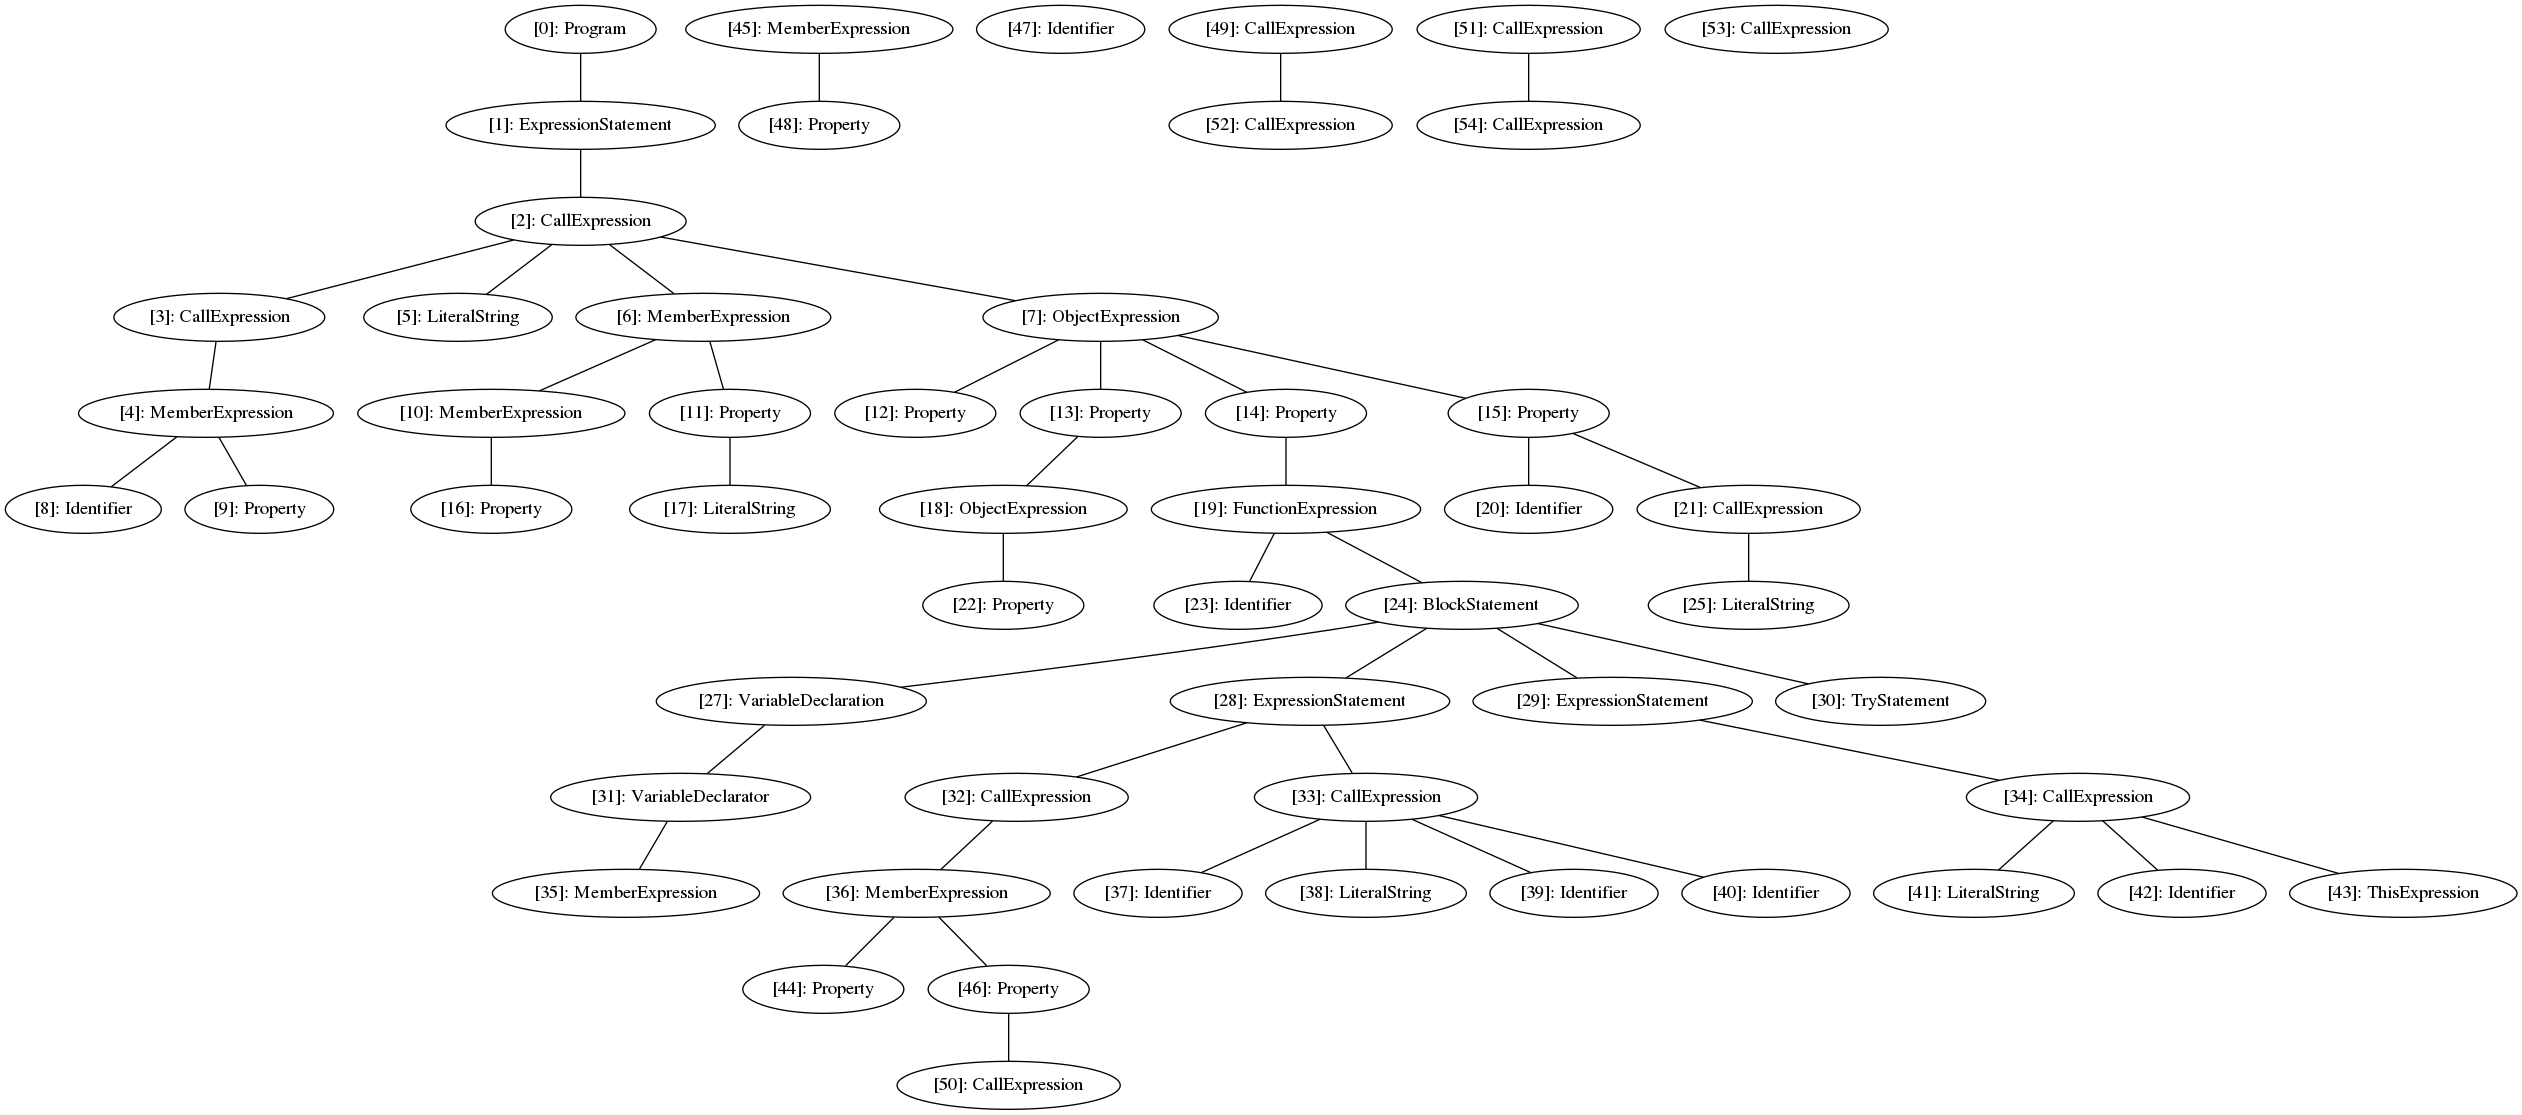 [0]: Program
[45]: MemberExpression
[47]: Identifier
[49]: CallExpression
[51]: CallExpression
[53]: CallExpression
[1]: ExpressionStatement
[48]: Property
[52]: CallExpression
[54]: CallExpression
[2]: CallExpression
[3]: CallExpression
[5]: LiteralString
[6]: MemberExpression
[7]: ObjectExpression
[4]: MemberExpression
[10]: MemberExpression
[11]: Property
[12]: Property
[13]: Property
[14]: Property
[15]: Property
[8]: Identifier
[9]: Property
[16]: Property
[17]: LiteralString
[18]: ObjectExpression
[19]: FunctionExpression
[20]: Identifier
[21]: CallExpression
[22]: Property
[23]: Identifier
[24]: BlockStatement
[25]: LiteralString
[27]: VariableDeclaration
[28]: ExpressionStatement
[29]: ExpressionStatement
[30]: TryStatement
[31]: VariableDeclarator
[32]: CallExpression
[33]: CallExpression
[34]: CallExpression
[35]: MemberExpression
[36]: MemberExpression
[37]: Identifier
[38]: LiteralString
[39]: Identifier
[40]: Identifier
[41]: LiteralString
[42]: Identifier
[43]: ThisExpression
[44]: Property
[46]: Property
[50]: CallExpression